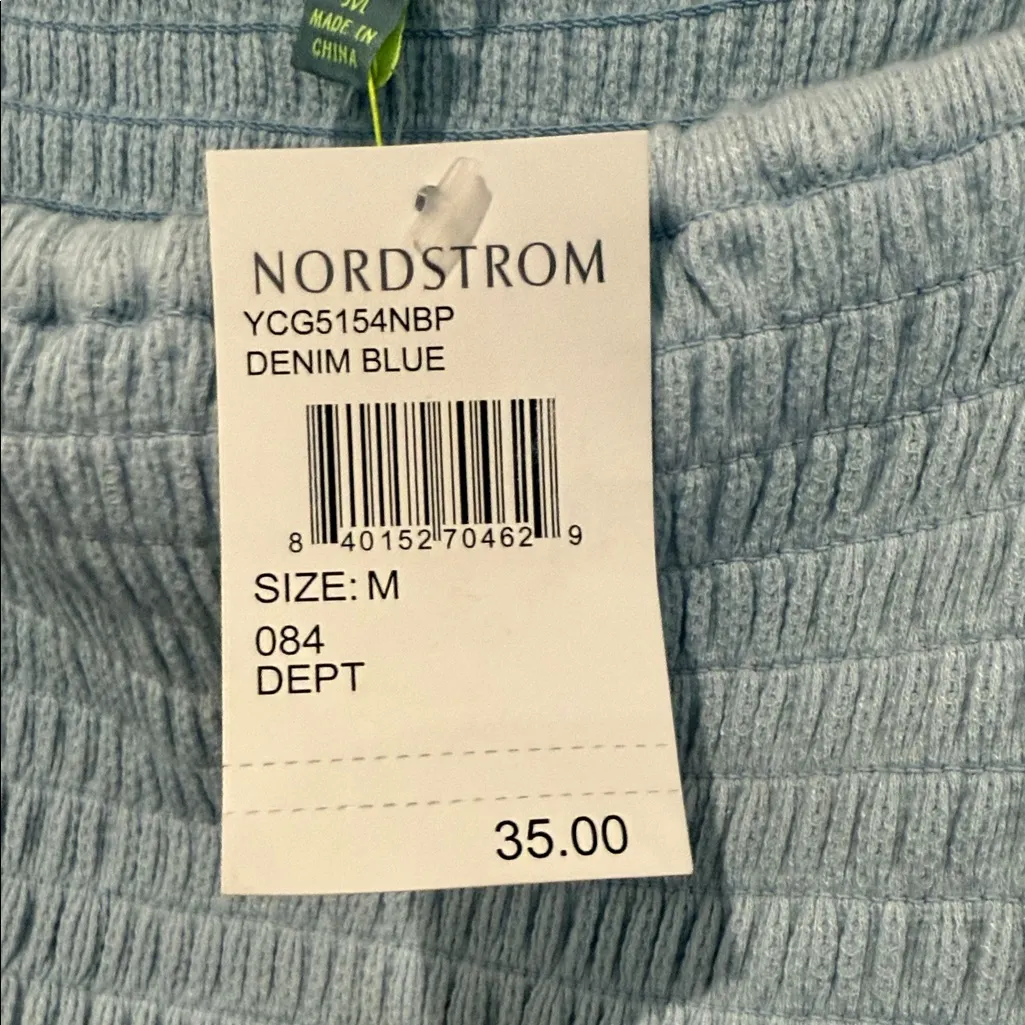 MADE IN
CHINA
NORDSTROM
YCG5154NBP
DENIM BLUE
8 40152 70462 9
SIZE: M
084
DEPT
35.00